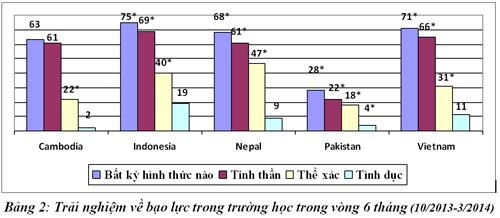 63 61 22* 2 75* 69* 40* 19 68* 61* 47* 9 28* 22* 18* 4* 71* 66* 31* 11
Cambodia Indonesia Nepal Pakistan Vietnam
Bất kỳ hình thức nào Tinh thần Thể xác Tình dục
Bảng 2: Trải nghiệm về bạo lực trong trường học trong vòng 6 tháng (10/2013-3/2014)